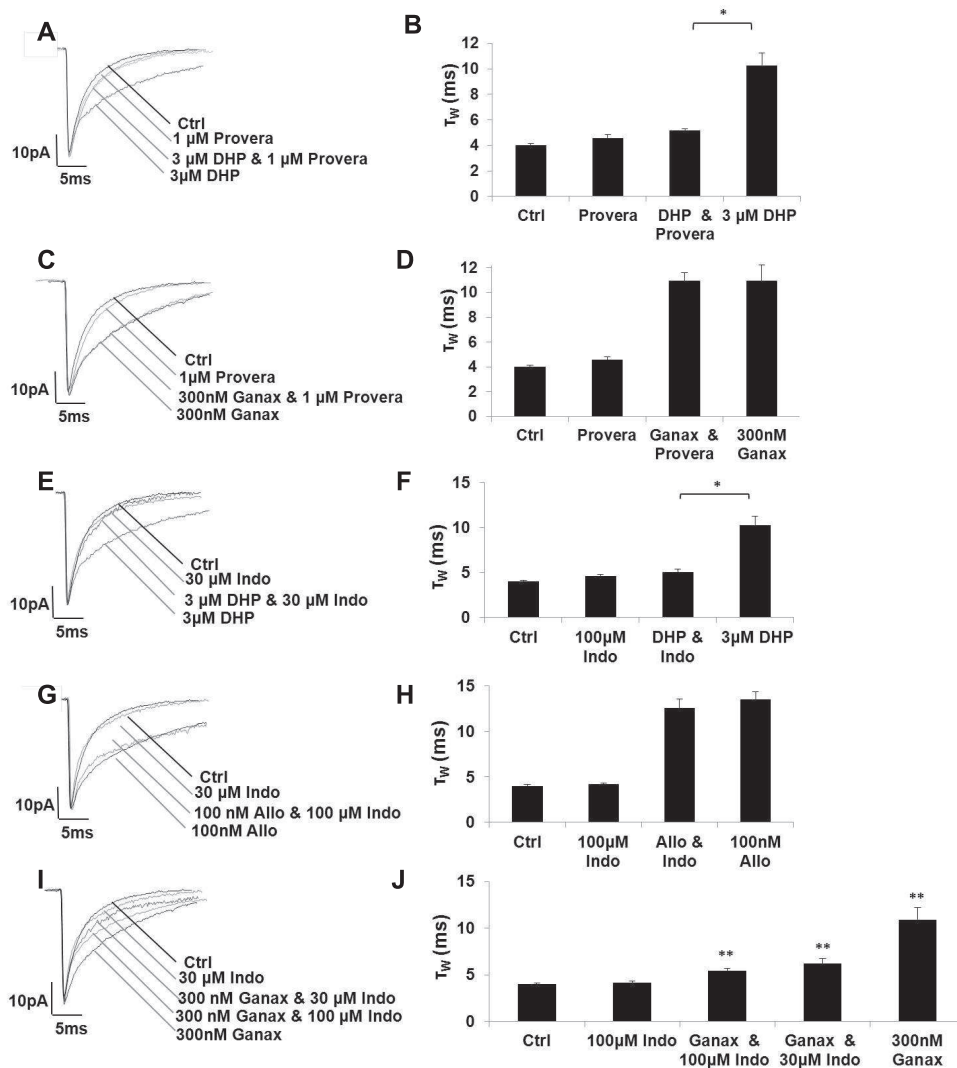 A
Ctrl
1 µM Provera
3 µM DHP & 1 µM Provera
3µM DHP
10pA
5ms
B
*
τw (ms)
12
10
8
6
4
2
0
Ctrl
Provera
DHP &
Provera
3 µM DHP
C
Ctrl
1µM Provera
300nM Ganax & 1 µM Provera
300nM Ganax
10pA
5ms
D
τw (ms)
12
10
8
6
4
2
0
Ctrl
Provera
Ganax &
Provera
300nM
Ganax
E
Ctrl
30 µM Indo
3 µM DHP & 30 µM Indo
3µM DHP
10pA
5ms
F
*
τw (ms)
15
10
5
0
Ctrl
100µM
Indo
DHP &
Indo
3µM DHP
G
Ctrl
30 µM Indo
100 nM Allo & 100 µM Indo
100nM Allo
10pA
5ms
H
τw (ms)
15
10
5
0
Ctrl
100µM
Indo
Allo &
Indo
100nM
Allo
I
Ctrl
30 µM Indo
300 nM Ganax & 30 µM Indo
300 nM Ganax & 100 µM Indo
300nM Ganax
10pA
5ms
J
τw (ms)
15
10
5
0
**
**
**
Ctrl
100µM Indo
Ganax &
100µM Indo
Ganax &
30µM Indo
300nM
Ganax